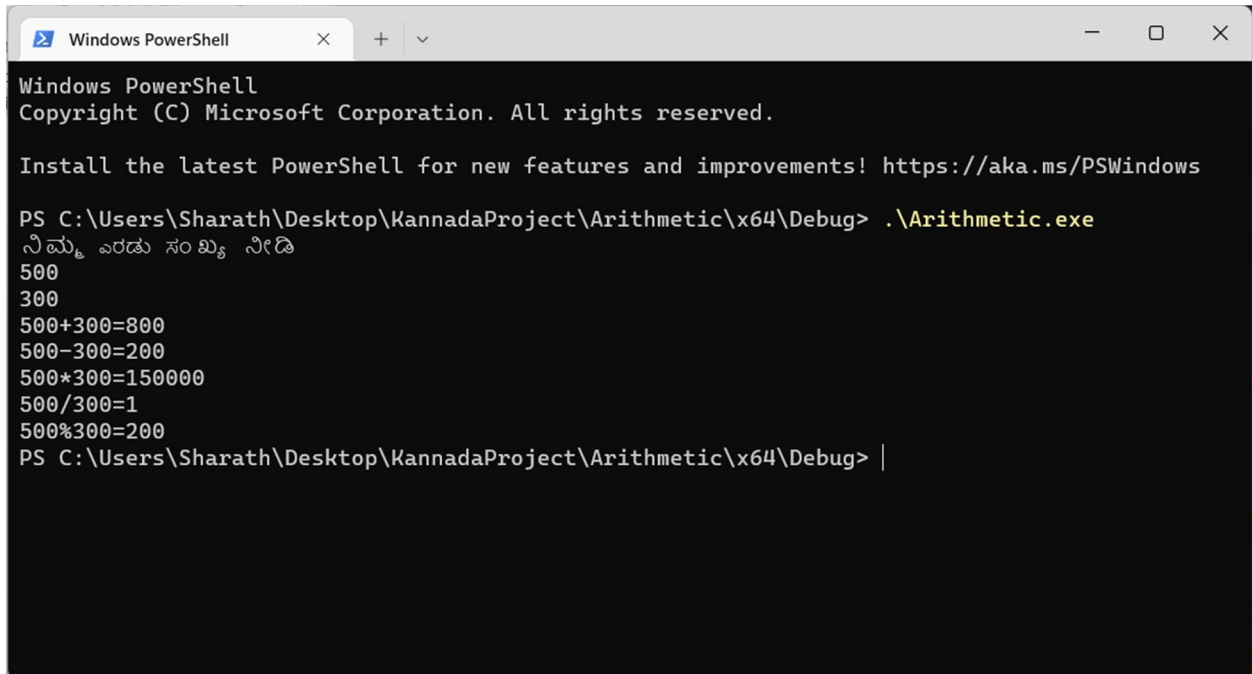 Windows PowerShell
Windows PowerShell
Copyright (C) Microsoft Corporation. All rights reserved.
Install the latest PowerShell for new features and improvements! https://aka.ms/PSWindows
PS C:\Users\Sharath\Desktop\KannadaProject\Arithmetic\x64\Debug> .\Arithmetic.exe
ನಿಮ್ಮ ಎರಡು ಸಂಖ್ಯ ನೀಡಿ
500
300
500+300=800
500-300=200
500*300=150000
500/300=1
500%300=200
PS C:\Users\Sharath\Desktop\KannadaProject\Arithmetic\x64\Debug>